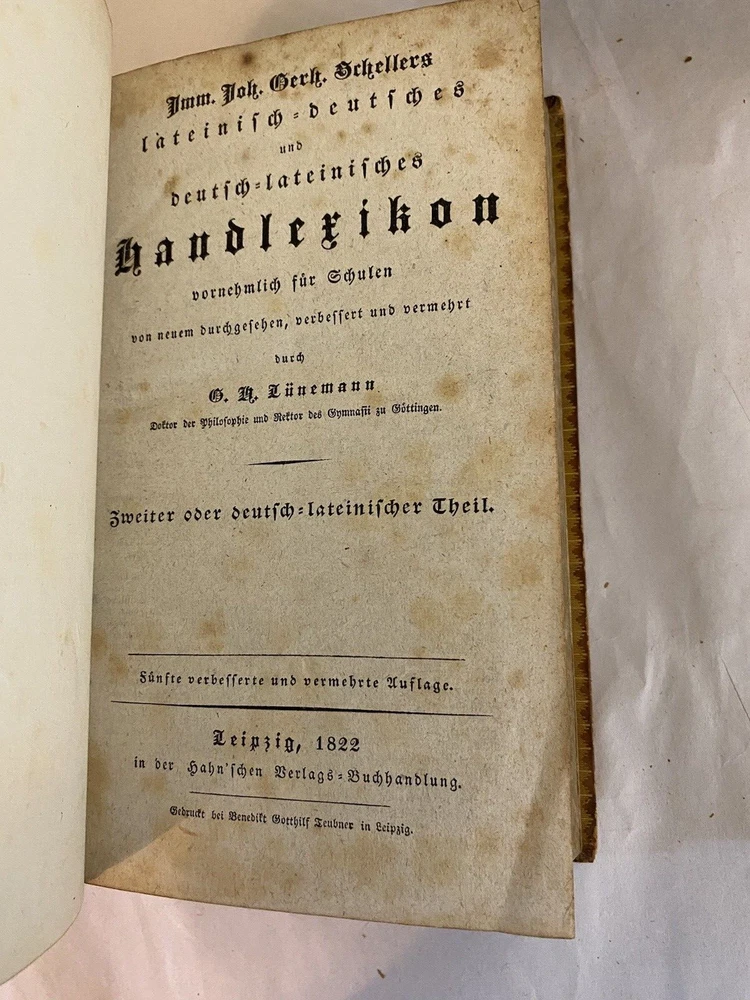 Imm. Joh. Gerh. Schellers
lateinisch-deutsches
und
deutsch-lateinisches
Handlexikon
vornehmlich für Schulen
von neuem durchgesehen, verbessert und vermehrt
durch
G. H. Lünemann
Doktor der Philosophie und Rektor des Gymnasii zu Göttingen.
Zweiter oder deutsch-lateinischer Theil.
Fünfte verbesserte und vermehrte Auflage.
Leipzig, 1822
in der Hahn'schen Verlags-Buchhandlung.
Gedruckt bei Benedikt Gotthilf Teubner in Leipzig.